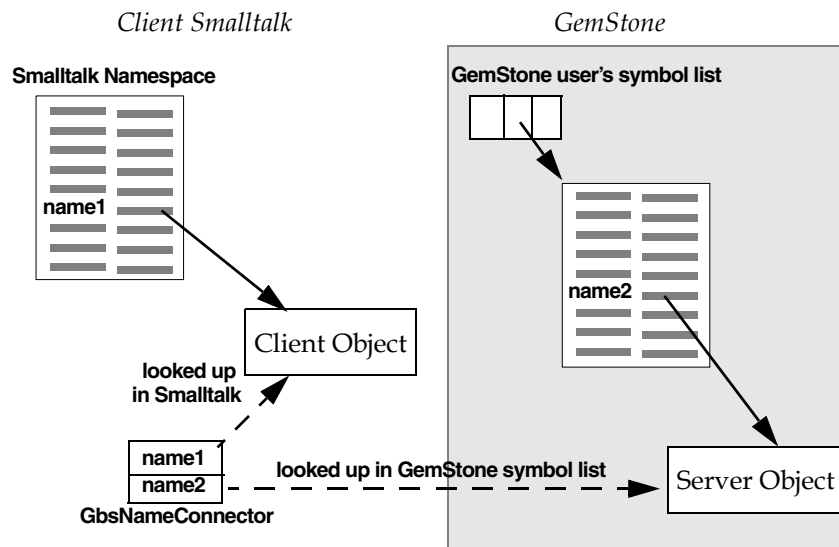 Client Smalltalk
GemStone
Smalltalk Namespace
GemStone user's symbol list
name1
name2
Client Object
looked up
in Smalltalk
name1
name2
looked up in GemStone symbol list
Server Object
GbsNameConnector